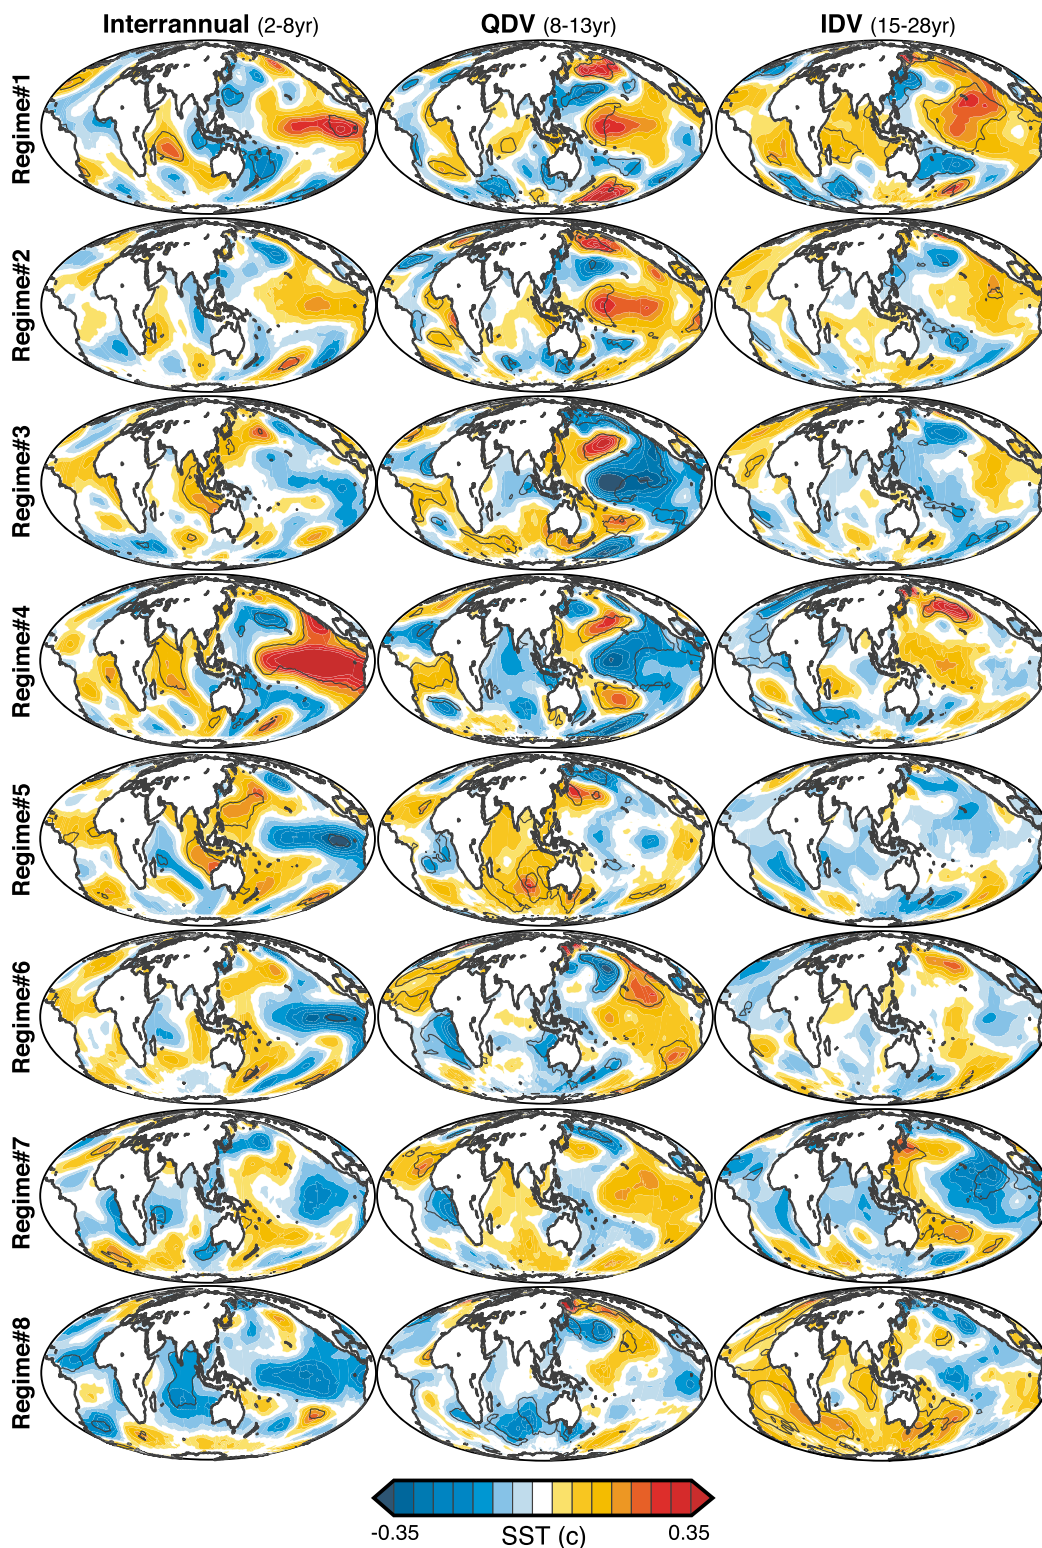 Interrannual (2-8yr) QDV (8-13yr) IDV (15-28yr)
Regime#1
Regime#2
Regime#3
Regime#4
Regime#5
Regime#6
Regime#7
Regime#8
-0.35 SST (c) 0.35